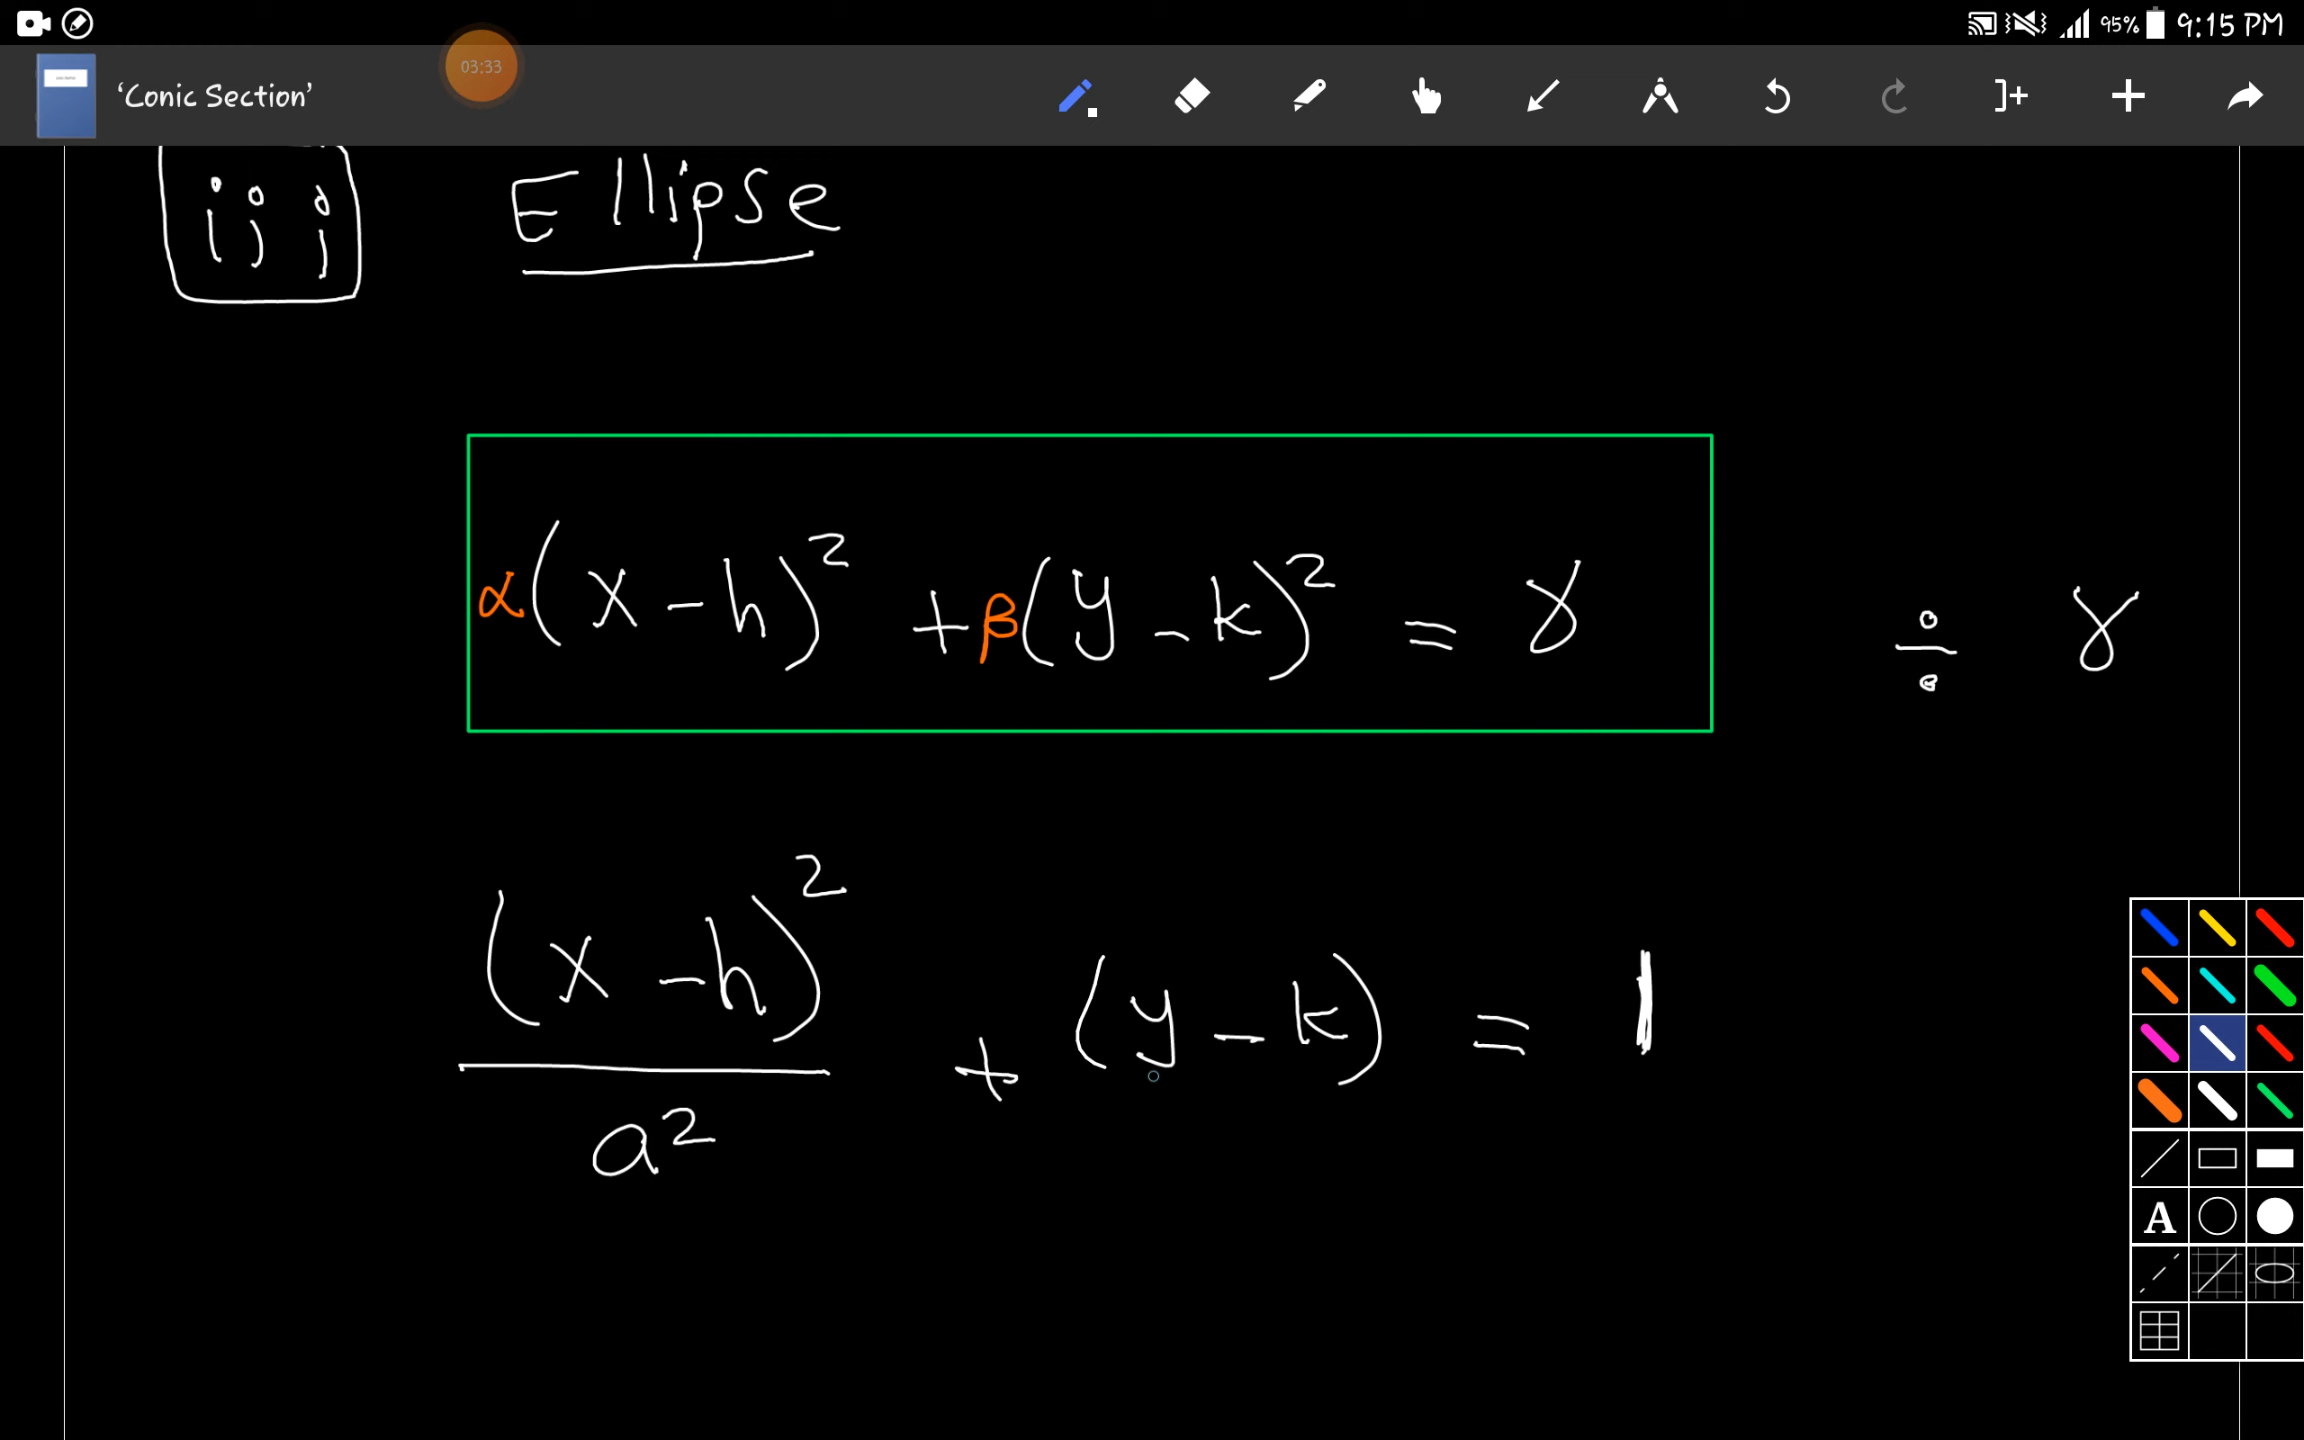 95% 9:15 PM
03:33
‘Conic Section’
iii Ellipse
α(x-h)² +β(y-k)² = γ ÷ γ
(x-h)²/a² + (y-k) = 1
A